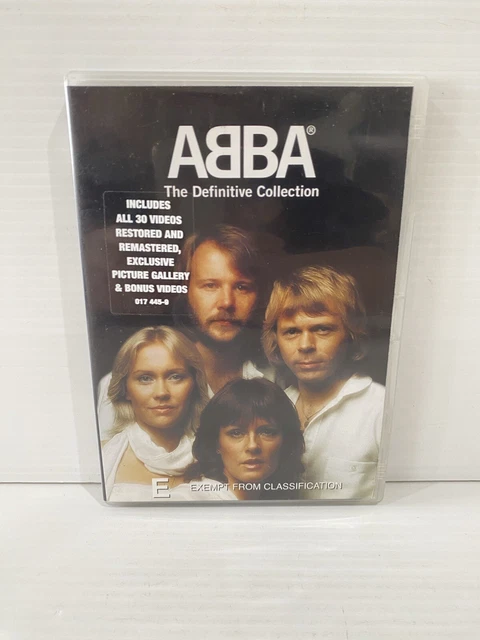 ABBA®
The Definitive Collection
INCLUDES
ALL 30 VIDEOS
RESTORED AND
REMASTERED,
EXCLUSIVE
PICTURE GALLERY
& BONUS VIDEOS
017 445-9
E EXEMPT FROM CLASSIFICATION